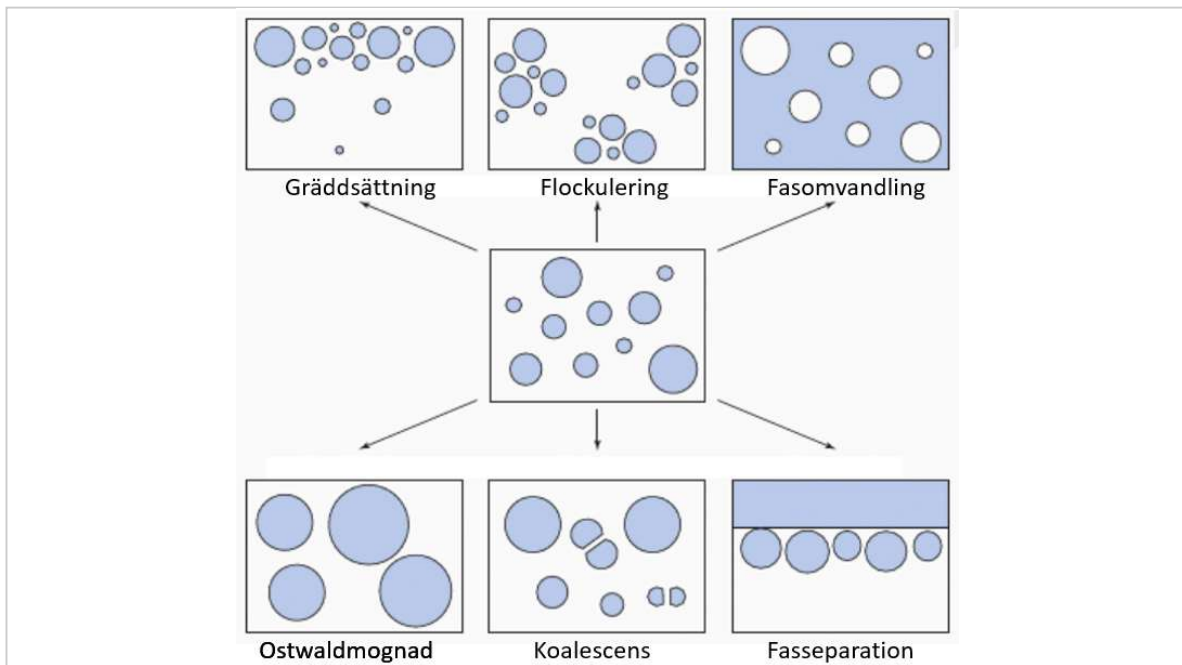 Gräddsättning
Flockulering
Fasomvandling
Ostwaldmognad
Koalescens
Fasseparation